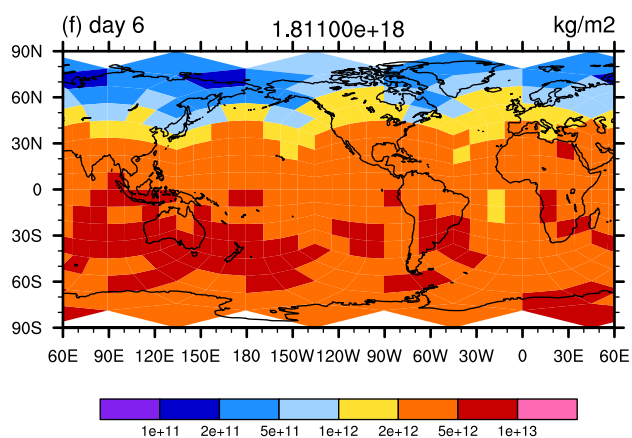 (f) day 6 1.81100e+18 kg/m2
90N
60N
30N
0
30S
60S
90S
60E 90E 120E 150E 180 150W 120W 90W 60W 30W 0 30E 60E
1e+11 2e+11 5e+11 1e+12 2e+12 5e+12 1e+13